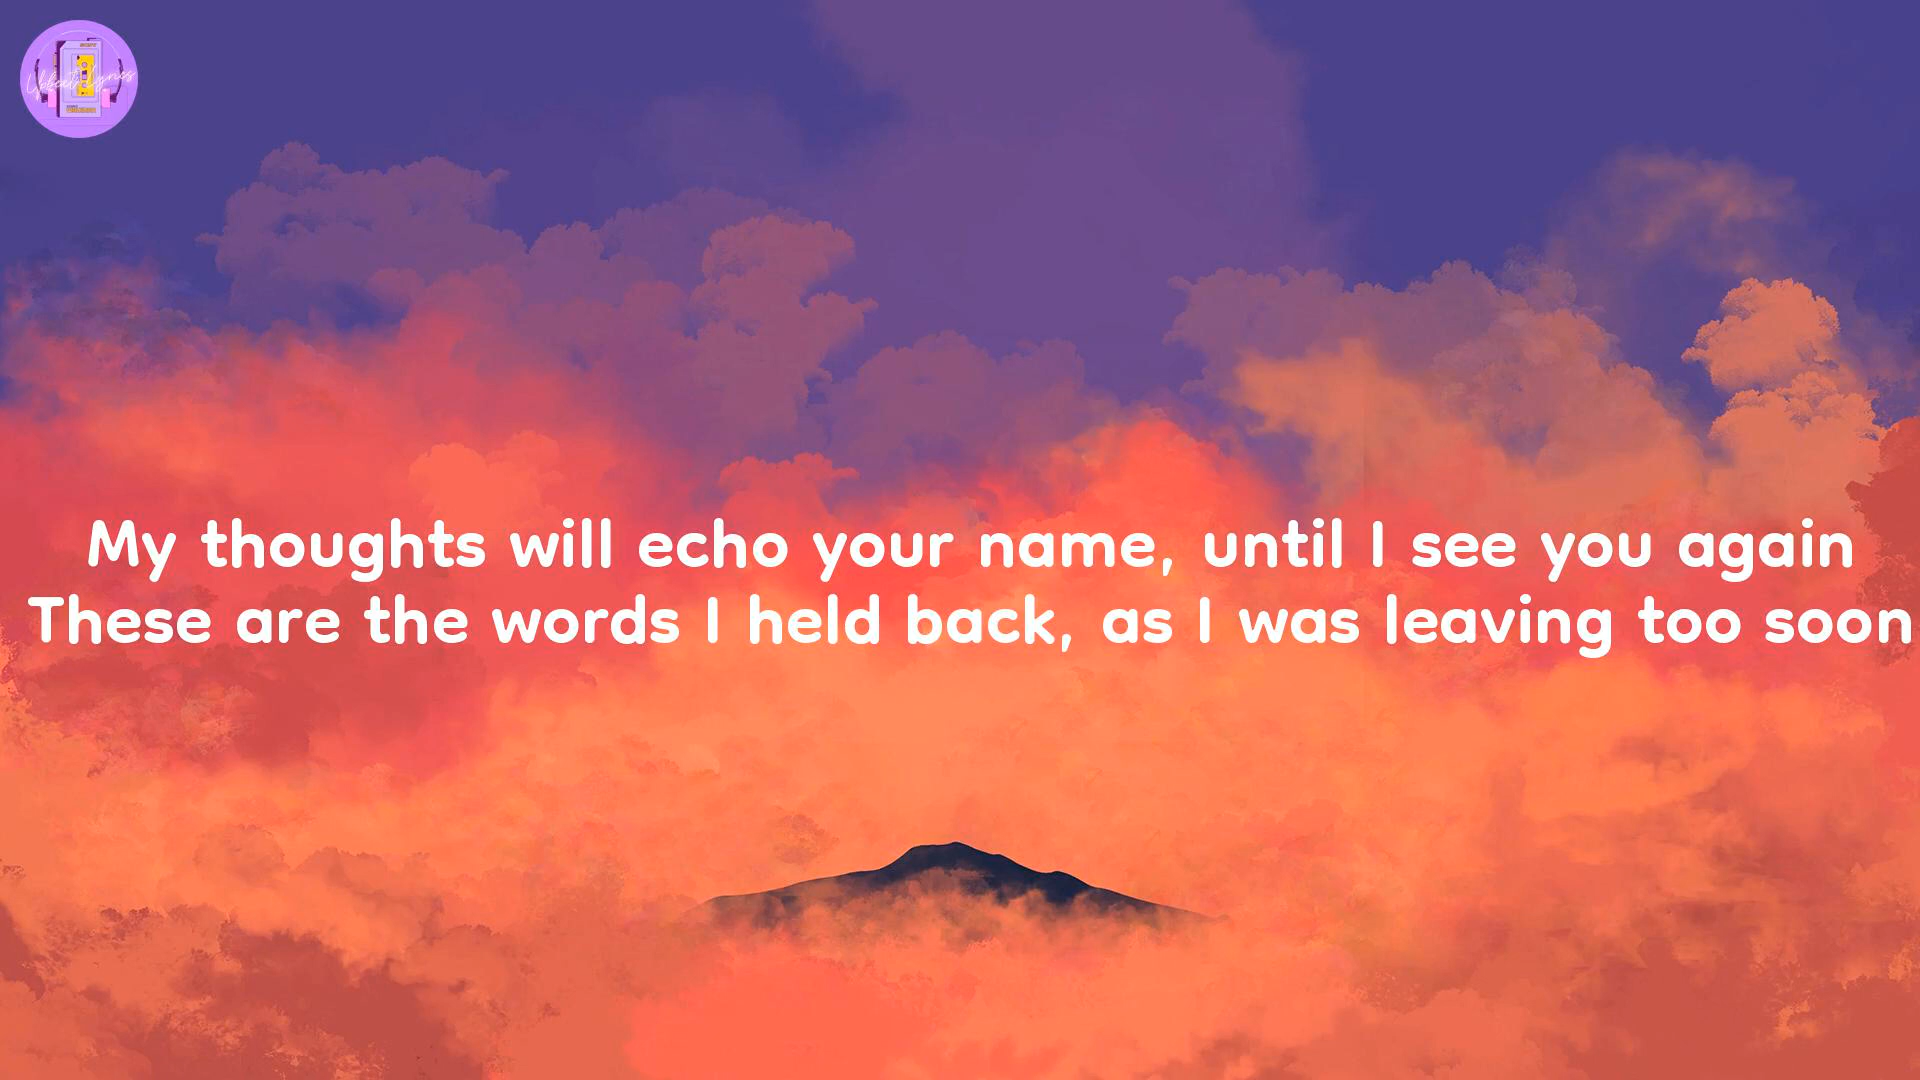 My thoughts will echo your name, until I see you again
These are the words I held back, as I was leaving too soon